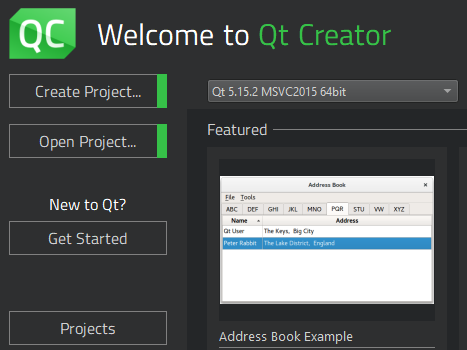 QC
Welcome to Qt Creator
Create Project...
Qt 5.15.2 MSVC2015 64bit
Open Project...
Featured
New to Qt?
Get Started
Projects
Address Book
File Tools
ABC DEF GHI JKL MNO PQR STU VW XYZ
Name Address
Qt User The Keys, Big City
Peter Rabbit The Lake District, England
Address Book Example